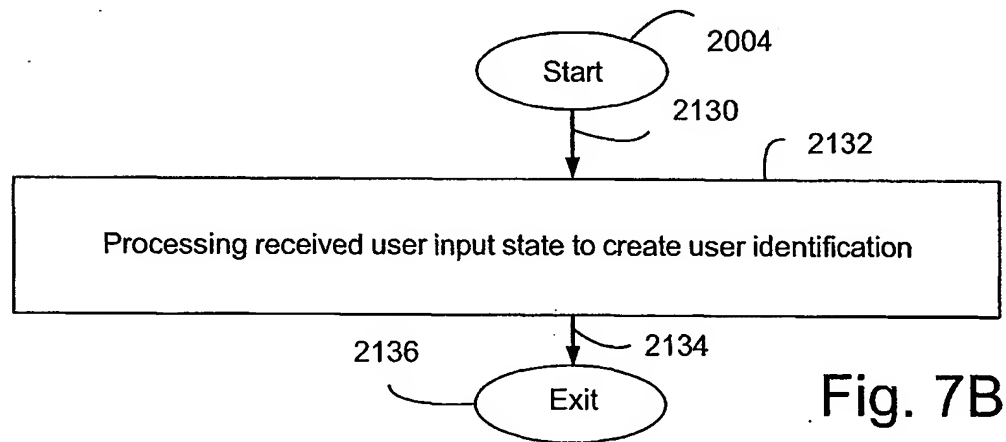 2004
Start
2130
2132
Processing received user input state to create user identification
2134
2136
Exit
Fig. 7B